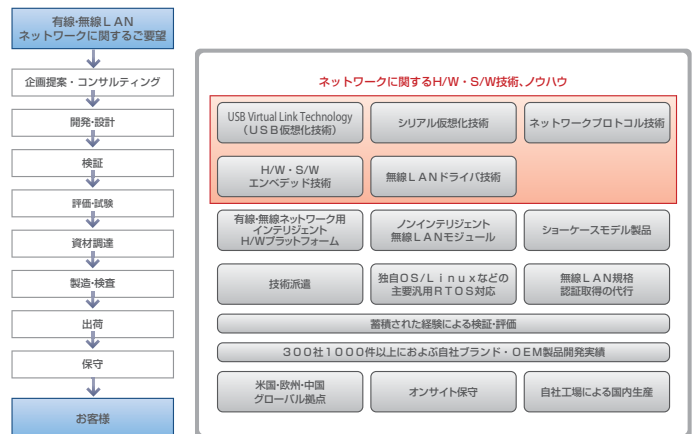 有線・無線LAN
ネットワークに関するご要望
企画提案・コンサルティング
開発・設計
検証
評価・試験
資材調達
製造・検査
出荷
保守
お客様
ネットワークに関するH/W・S/W技術、ノウハウ
USB Virtual Link Technology
（USB仮想化技術）
シリアル仮想化技術
ネットワークプロトコル技術
H/W・S/W
エンベデッド技術
無線LANドライバ技術
有線・無線ネットワーク用
インテリジェント
H/Wプラットフォーム
ノンインテリジェント
無線LANモジュール
ショーケースモデル製品
技術派遣
独自OS/Linuxなどの
主要汎用RTOS対応
無線LAN規格
認証取得の代行
蓄積された経験による検証・評価
300社1000件以上におよぶ自社ブランド・OEM製品開発実績
米国・欧州・中国
グローバル拠点
オンサイト保守
自社工場による国内生産